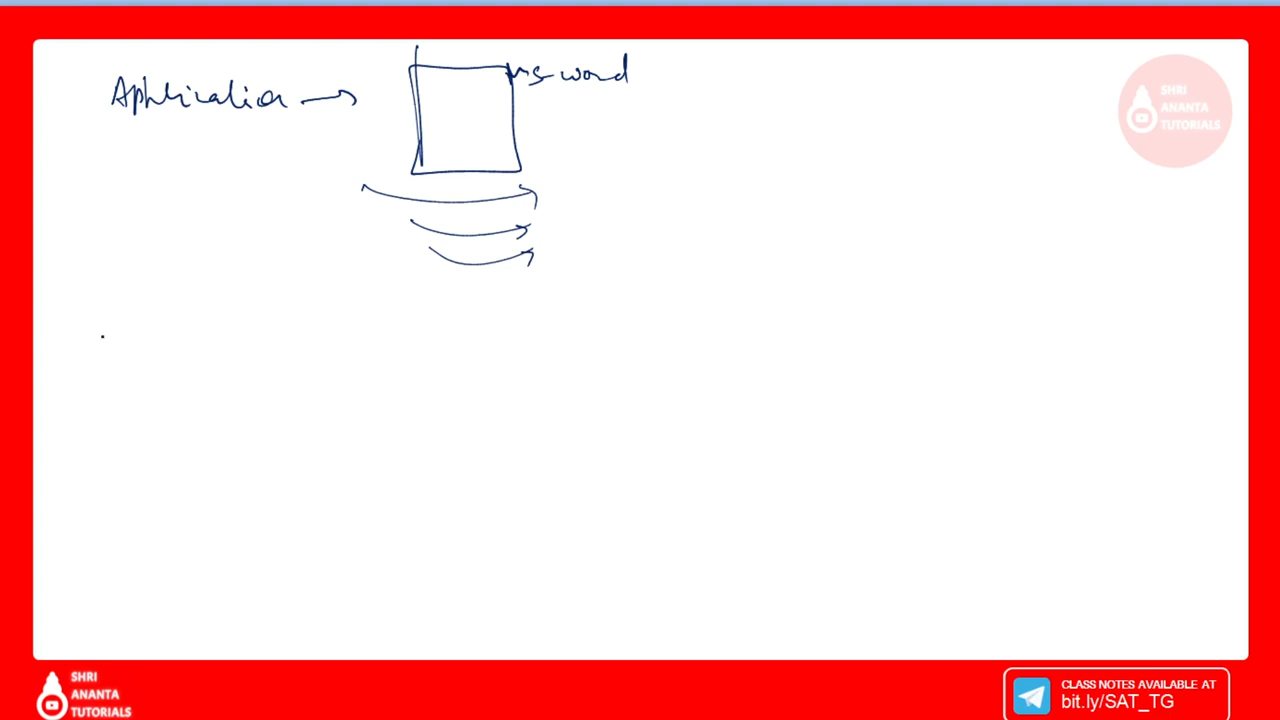 Application → ms-word
SHRI
ANANTA
TUTORIALS
SHRI
ANANTA
TUTORIALS
CLASS NOTES AVAILABLE AT
bit.ly/SAT_TG